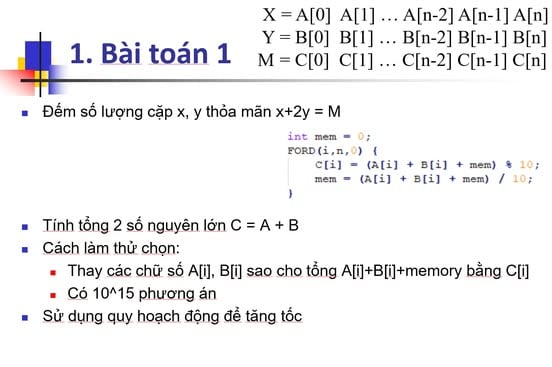 X = A[0] A[1] … A[n-2] A[n-1] A[n]
Y = B[0] B[1] … B[n-2] B[n-1] B[n]
M = C[0] C[1] … C[n-2] C[n-1] C[n]
1. Bài toán 1
Đếm số lượng cặp x, y thỏa mãn x+2y = M
int mem = 0;
FORD(i,n,0) {
C[i] = (A[i] + B[i] + mem) % 10;
mem = (A[i] + B[i] + mem) / 10;
}
Tính tổng 2 số nguyên lớn C = A + B
Cách làm thử chọn:
Thay các chữ số A[i], B[i] sao cho tổng A[i]+B[i]+memory bằng C[i]
Có 10^15 phương án
Sử dụng quy hoạch động để tăng tốc